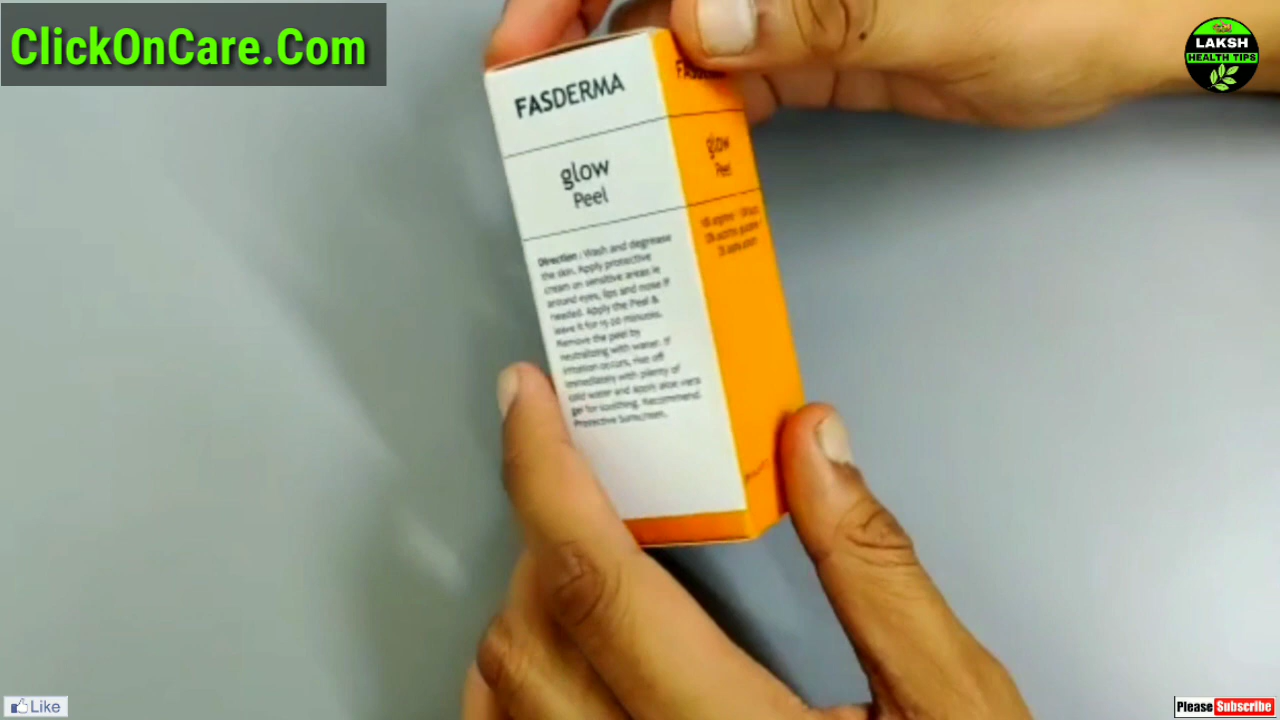 ClickOnCare.Com
LAKSH
HEALTH TIPS
FASDERMA
glow
Peel
Direction : Wash and degrease
the skin. Apply protective
cream on sensitive areas ie
around eyes, lips and nose if
needed. Apply the Peel &
leave it for 15-20 minutes.
Remove the peel by
neutralising with water. If
irritation occurs, rise off
immediately with plenty of
cold water and apply aloe vera
gel for soothing. Recommend
Protective Sunscreen.
glow
Peel
Like
Please Subscribe